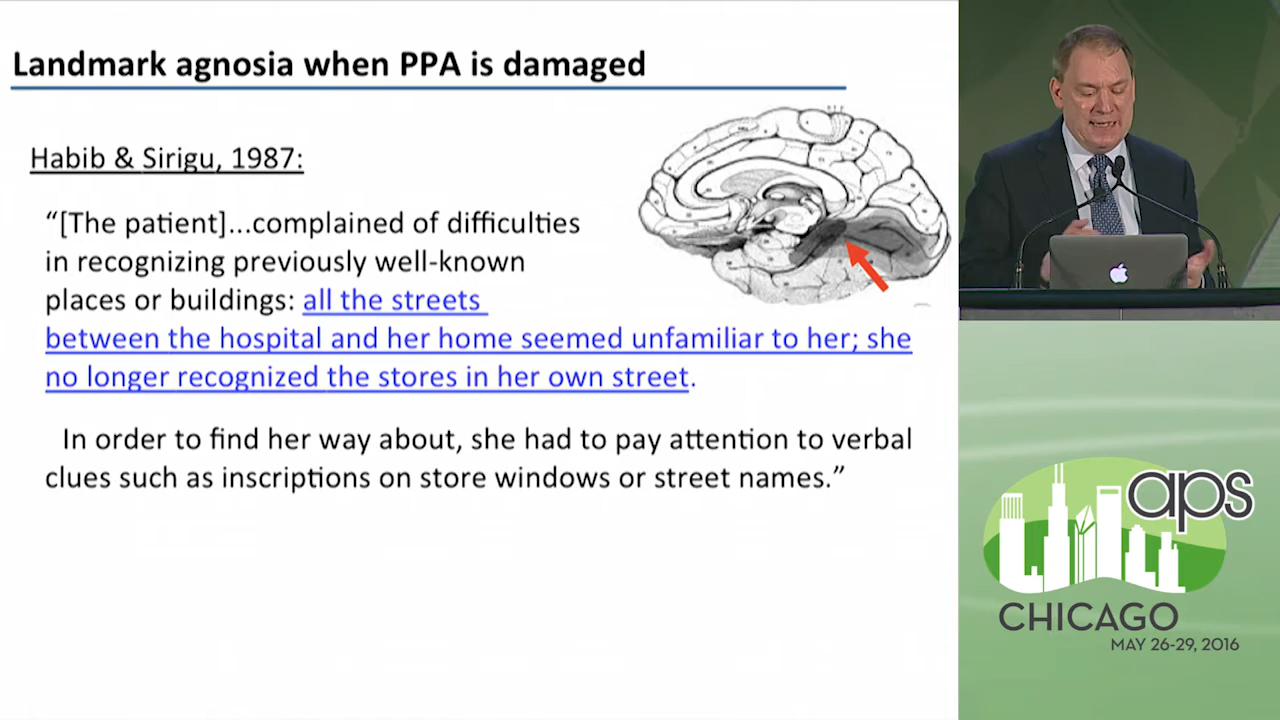 Landmark agnosia when PPA is damaged
Habib & Sirigu, 1987:
“[The patient]...complained of difficulties
in recognizing previously well-known
places or buildings: all the streets
between the hospital and her home seemed unfamiliar to her; she
no longer recognized the stores in her own street.
In order to find her way about, she had to pay attention to verbal
clues such as inscriptions on store windows or street names.”
aps
CHICAGO
MAY 26-29, 2016